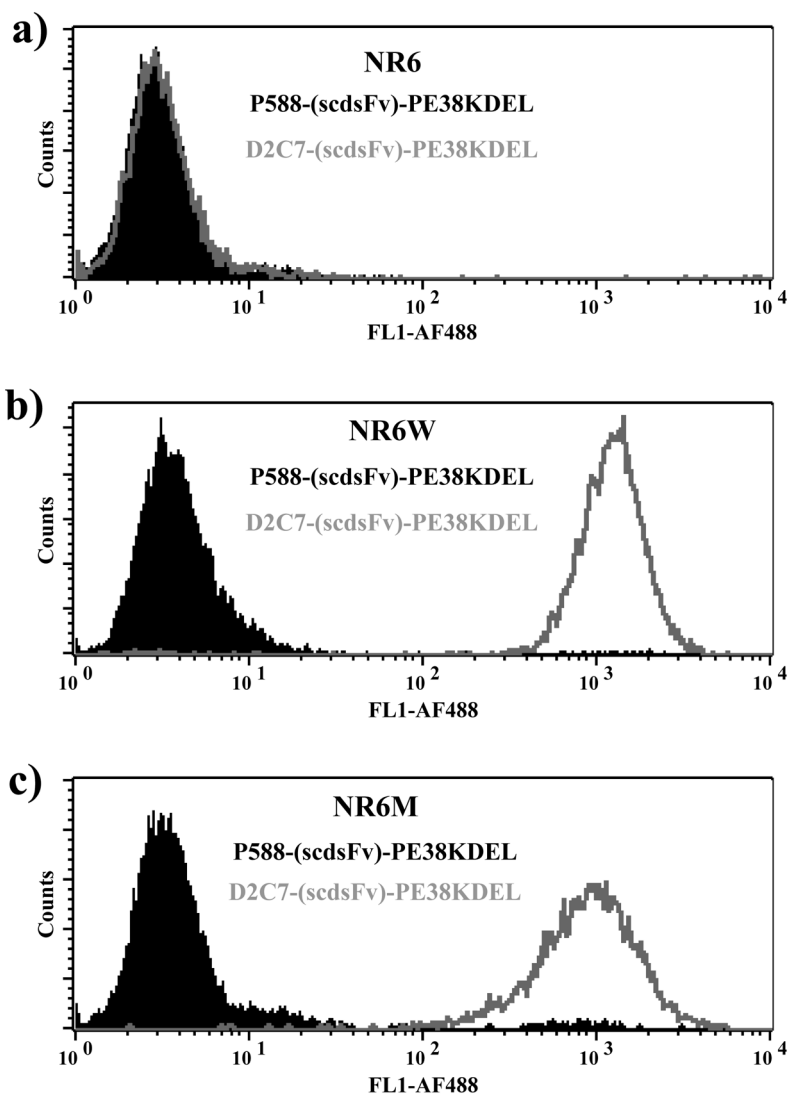 a)
NR6
P588-(scdsFv)-PE38KDEL
D2C7-(scdsFv)-PE38KDEL
Counts
10^0 10^1 10^2 10^3 10^4
FL1-AF488
b)
NR6W
P588-(scdsFv)-PE38KDEL
D2C7-(scdsFv)-PE38KDEL
Counts
10^0 10^1 10^2 10^3 10^4
FL1-AF488
c)
NR6M
P588-(scdsFv)-PE38KDEL
D2C7-(scdsFv)-PE38KDEL
Counts
10^0 10^1 10^2 10^3 10^4
FL1-AF488